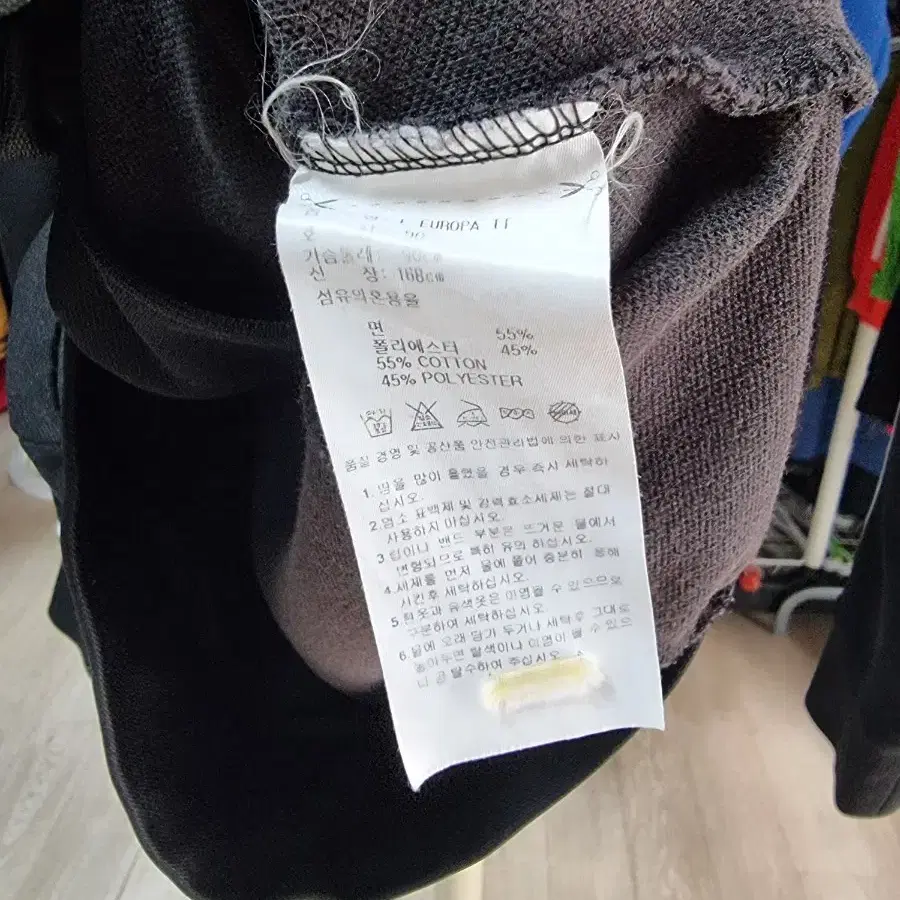 EUROPA TF
90
가슴둘레: 90cm
신 장: 168cm
섬유의혼용율
면 55%
폴리에스터 45%
55% COTTON
45% POLYESTER
품질 경영 및 공산품 안전관리법에 의한 표시
1. 땀을 많이 흘렸을 경우 즉시 세탁하
십시오.
2. 염소 표백제 및 강력효소세제는 절대
사용하지 마십시오.
3. 밴드 부분은 뜨거운 물에서
변형되므로 특히 유의 하십시오.
4. 세제를 먼저 물에 풀어 충분히 용해
시킨후 세탁하십시오.
5. 흰옷과 유색옷은 이염될 수 있으므로
구분하여 세탁하십시오.
6. 물에 오래 담가 두거나 세탁후 그대로
놓아두면 탈색이나 이염이 될 수 있으
탈수하여 주십시오.